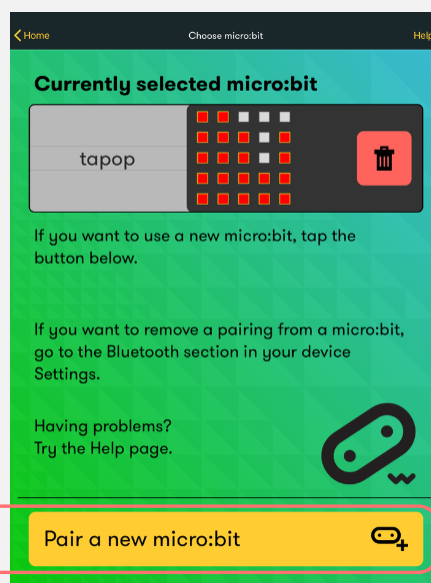 Home
Choose micro:bit
Help
Currently selected micro:bit
tapop
If you want to use a new micro:bit, tap the
button below.
If you want to remove a pairing from a micro:bit,
go to the Bluetooth section in your device
Settings.
Having problems?
Try the Help page.
Pair a new micro:bit